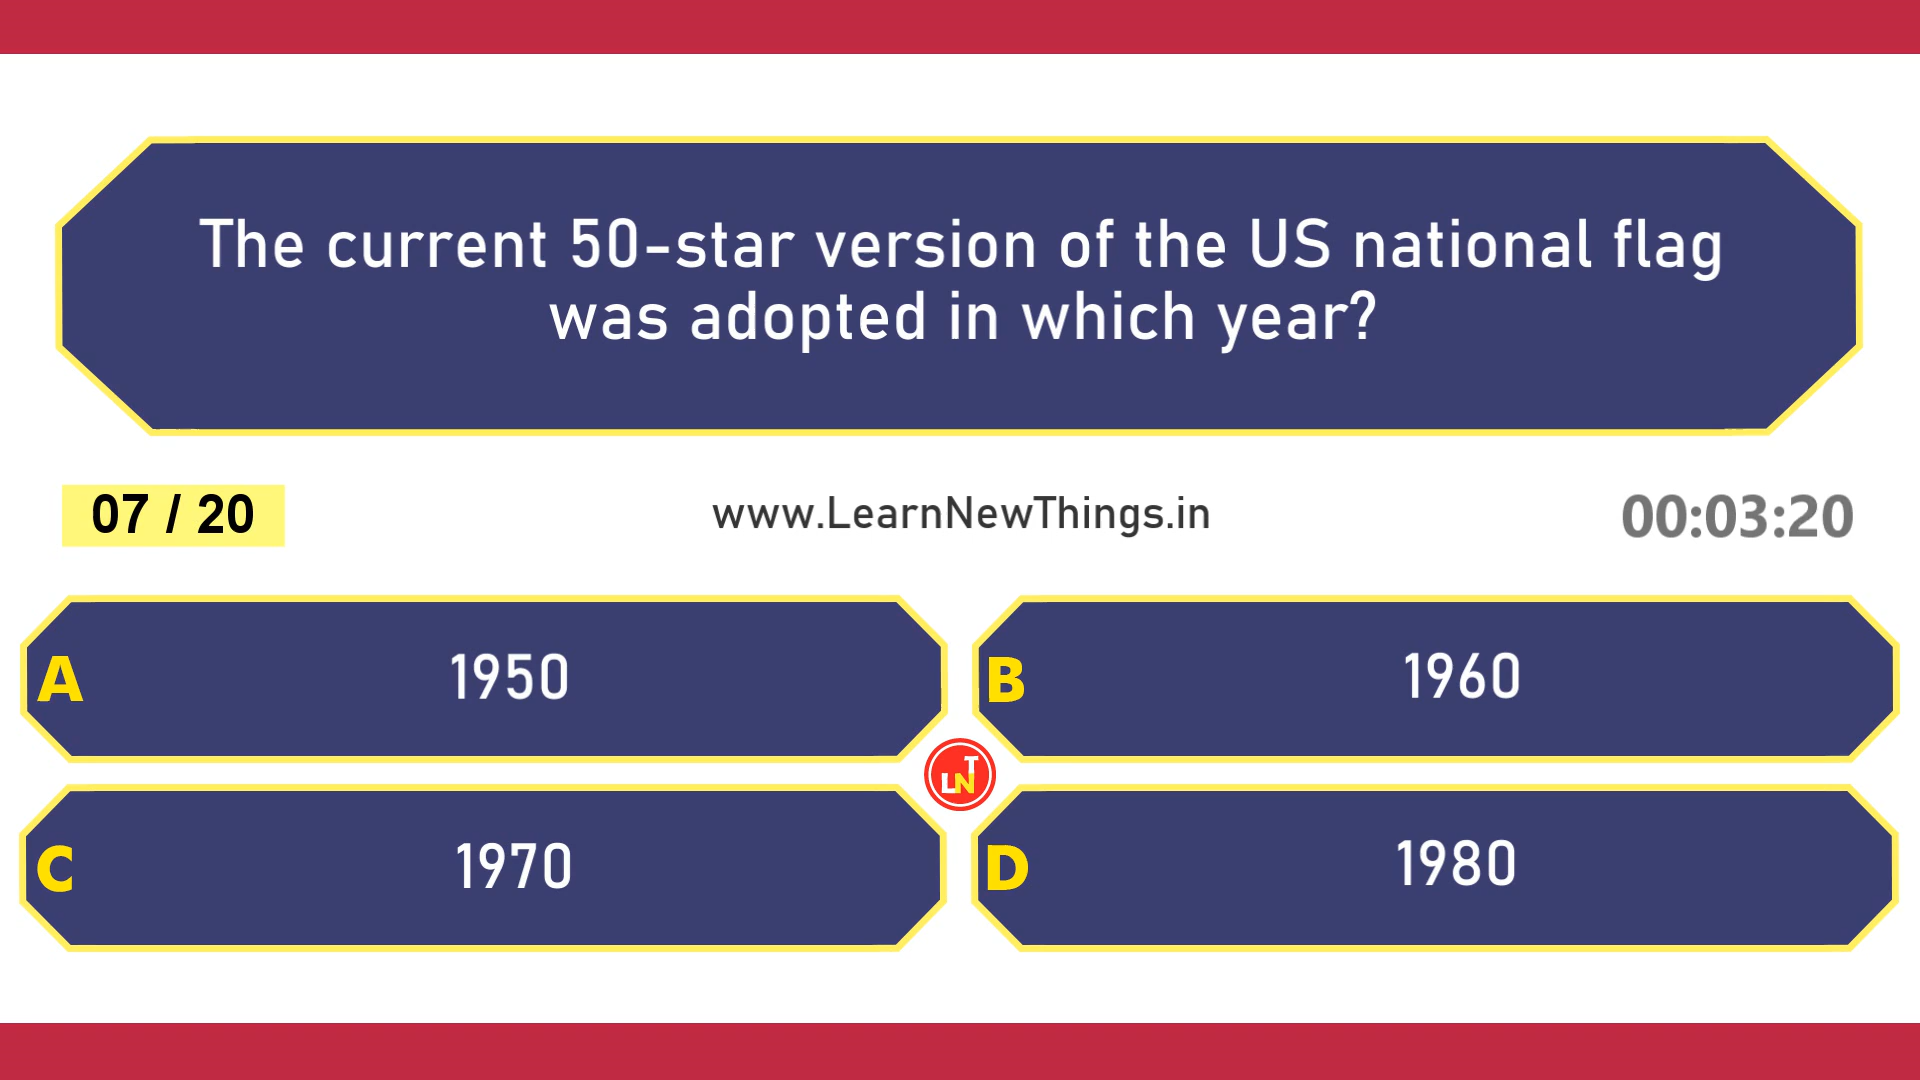 The current 50-star version of the US national flag
was adopted in which year?
07 / 20
www.LearnNewThings.in
00:03:20
A
1950
B
1960
LNT
C
1970
D
1980